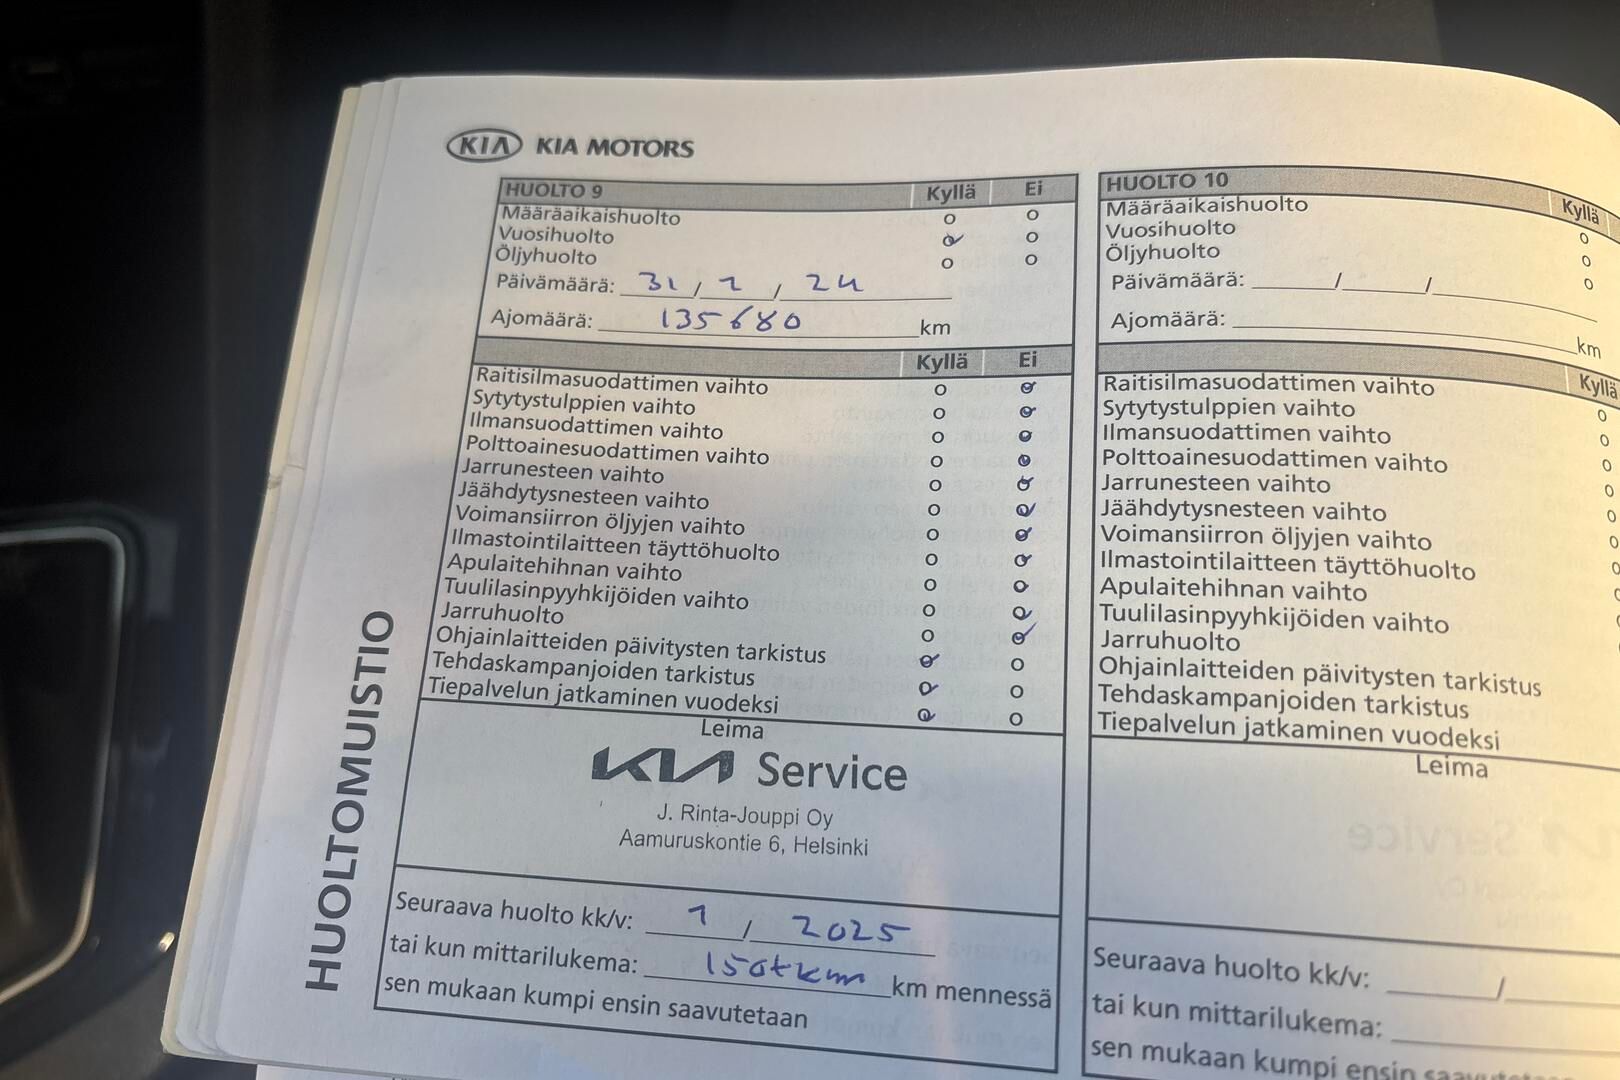 KIA KIA MOTORS
HUOLTO 9 Kyllä Ei
Määräaikaishuolto
Vuosihuolto
Öljyhuolto
Päivämäärä: 31 / 1 / 24
Ajomäärä: 135680 km
Kyllä Ei
Raitisilmasuodattimen vaihto
Sytytystulppien vaihto
Ilmansuodattimen vaihto
Polttoainesuodattimen vaihto
Jarrunesteen vaihto
Jäähdytysnesteen vaihto
Voimansiirron öljyjen vaihto
Ilmastointilaitteen täyttöhuolto
Apulaitehihnan vaihto
Tuulilasinpyyhkijöiden vaihto
Jarruhuolto
Ohjainlaitteiden päivitysten tarkistus
Tehdaskampanjoiden tarkistus
Tiepalvelun jatkaminen vuodeksi
Leima
KIA Service
J. Rinta-Jouppi Oy
Aamuruskontie 6, Helsinki
Seuraava huolto kk/v: 1 / 2025
tai kun mittarilukema: 150tkm km mennessä
sen mukaan kumpi ensin saavutetaan
HUOLTOMUISTIO
HUOLTO 10 Kyllä
Määräaikaishuolto
Vuosihuolto
Öljyhuolto
Päivämäärä: / /
Ajomäärä: km
Kyllä
Raitisilmasuodattimen vaihto
Sytytystulppien vaihto
Ilmansuodattimen vaihto
Polttoainesuodattimen vaihto
Jarrunesteen vaihto
Jäähdytysnesteen vaihto
Voimansiirron öljyjen vaihto
Ilmastointilaitteen täyttöhuolto
Apulaitehihnan vaihto
Tuulilasinpyyhkijöiden vaihto
Jarruhuolto
Ohjainlaitteiden päivitysten tarkistus
Tehdaskampanjoiden tarkistus
Tiepalvelun jatkaminen vuodeksi
Leima
Seuraava huolto kk/v: /
tai kun mittarilukema:
sen mukaan kumpi ensin